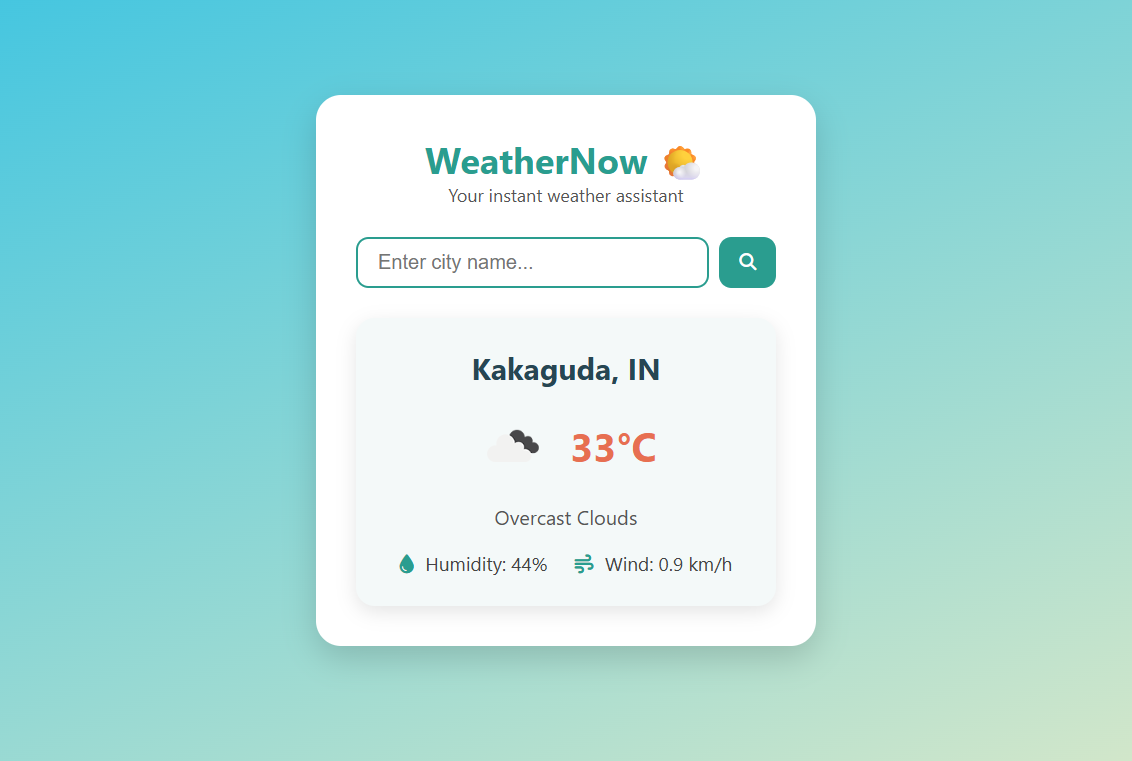 WeatherNow 🌤️
Your instant weather assistant
Enter city name...
Kakaguda, IN
33°C
Overcast Clouds
Humidity: 44% Wind: 0.9 km/h